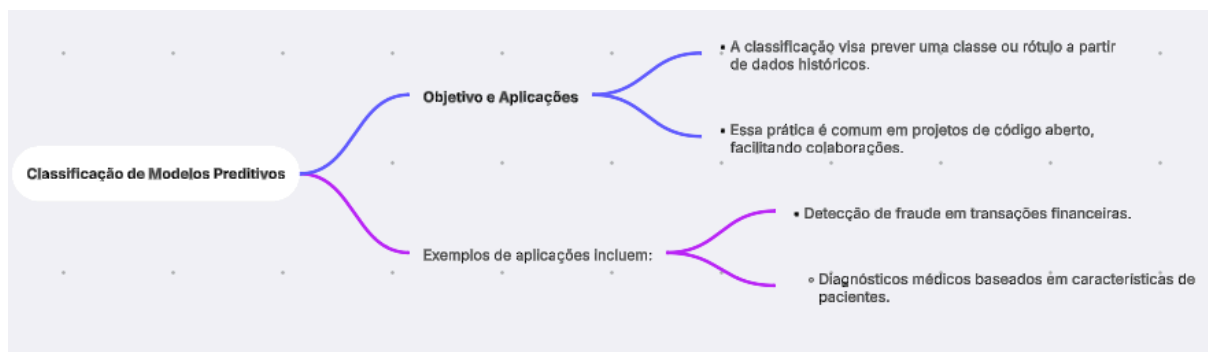 Classificação de Modelos Preditivos
Objetivo e Aplicações
• A classificação visa prever uma classe ou rótulo a partir
de dados históricos.
• Essa prática é comum em projetos de código aberto,
facilitando colaborações.
Exemplos de aplicações incluem:
• Detecção de fraude em transações financeiras.
◦ Diagnósticos médicos baseados em características de
pacientes.